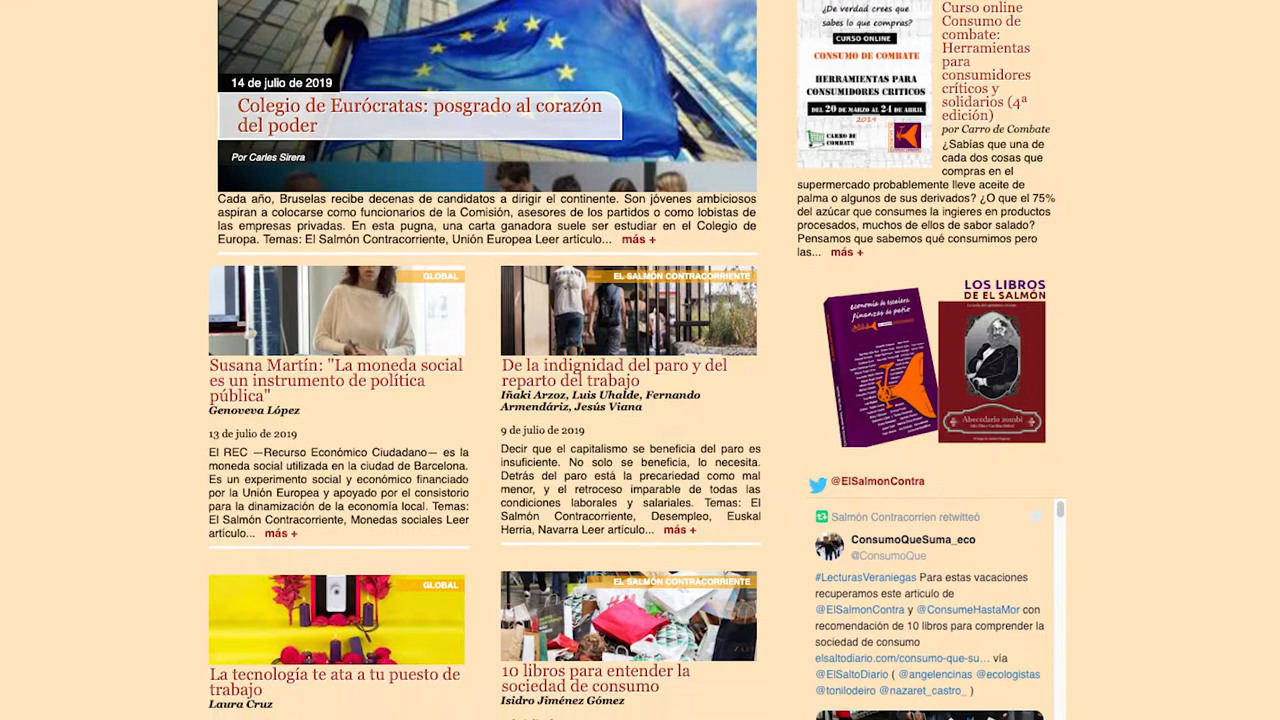 14 de julio de 2019
Colegio de Eurócratas: posgrado al corazón
del poder
Por Carles Sirera
Cada año, Bruselas recibe decenas de candidatos a dirigir el continente. Son jóvenes ambiciosos
aspiran a colocarse como funcionarios de la Comisión, asesores de los partidos o como lobistas de
las empresas privadas. En esta pugna, una carta ganadora suele ser estudiar en el Colegio de
Europa. Temas: El Salmón Contracorriente, Unión Europea Leer artículo... más +
GLOBAL
Susana Martín: "La moneda social
es un instrumento de política
pública"
Genoveva López
13 de julio de 2019
El REC —Recurso Económico Ciudadano— es la
moneda social utilizada en la ciudad de Barcelona.
Es un experimento social y económico financiado
por la Unión Europea y apoyado por el consistorio
para la dinamización de la economía local. Temas:
El Salmón Contracorriente, Monedas sociales Leer
artículo... más +
EL SALMÓN CONTRACORRIENTE
De la indignidad del paro y del
reparto del trabajo
Iñaki Arzoz, Luis Uhalde, Fernando
Armendáriz, Jesús Viana
9 de julio de 2019
Decir que el capitalismo se beneficia del paro es
insuficiente. No solo se beneficia, lo necesita.
Detrás del paro está la precariedad como mal
menor, y el retroceso imparable de todas las
condiciones laborales y salariales. Temas: El
Salmón Contracorriente, Desempleo, Euskal
Herria, Navarra Leer artículo... más +
GLOBAL
La tecnología te ata a tu puesto de
trabajo
Laura Cruz
EL SALMÓN CONTRACORRIENTE
10 libros para entender la
sociedad de consumo
Isidro Jiménez Gómez
¿De verdad crees que
sabes lo que compras?
CURSO ONLINE
CONSUMO DE COMBATE
HERRAMIENTAS PARA
CONSUMIDORES CRITICOS
DEL 20 DE MARZO AL 24 DE ABRIL
2019
CARRO DE
COMBATE
Curso online
Consumo de
combate:
Herramientas
para
consumidores
críticos y
solidarios (4ª
edición)
por Carro de Combate
¿Sabías que una de
cada dos cosas que
compras en el
supermercado probablemente lleve aceite de
palma o algunos de sus derivados? ¿O que el 75%
del azúcar que consumes la ingieres en productos
procesados, muchos de ellos de sabor salado?
Pensamos que sabemos qué consumimos pero
las... más +
LOS LIBROS
DE EL SALMÓN
economía de escalera
finanzas de patio
Abecedario zombi
@ElSalmonContra
Salmón Contracorrien retwitteó
ConsumoQueSuma_eco
@ConsumoQue
#LecturasVeraniegas Para estas vacaciones
recuperamos este articulo de
@ElSalmonContra y @ConsumeHastaMor con
recomendación de 10 libros para comprender la
sociedad de consumo
elsaltodiario.com/consumo-que-su… vía
@ElSaltoDiario ( @angelencinas @ecologistas
@tonilodeiro @nazaret_castro_ )